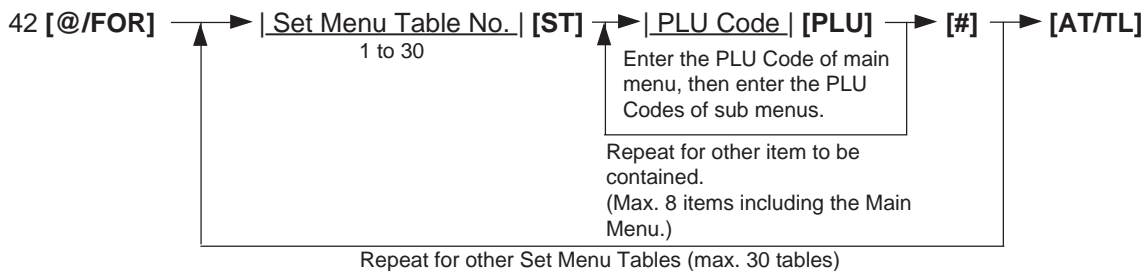 42 [@/FOR] | Set Menu Table No. | [ST] | PLU Code | [PLU] [#] [AT/TL]
1 to 30
Enter the PLU Code of main
menu, then enter the PLU
Codes of sub menus.
Repeat for other item to be
contained.
(Max. 8 items including the Main
Menu.)
Repeat for other Set Menu Tables (max. 30 tables)